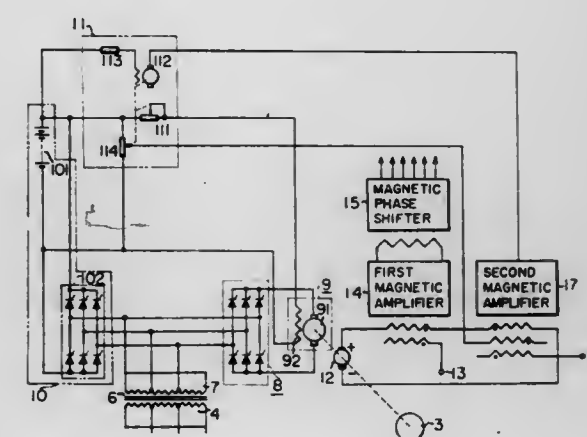 11
113
112
111
114
101
102
10
9
91
92
8
7
6
4
12
13
3
15
MAGNETIC
PHASE
SHIFTER
14
FIRST
MAGNETIC
AMPLIFIER
SECOND
MAGNETIC
AMPLIFIER
17
+
-